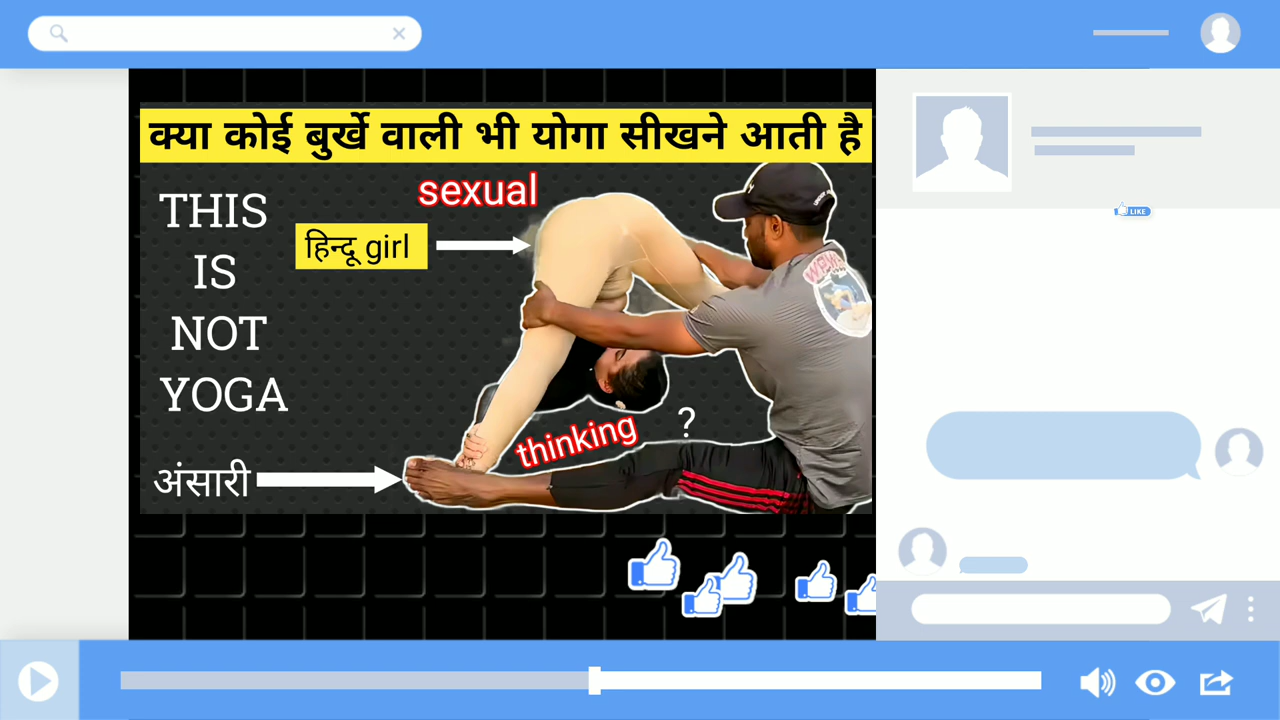 क्या कोई बुर्खे वाली भी योगा सीखने आती है
THIS
IS
NOT
YOGA
sexual
हिन्दू girl
thinking
?
अंसारी
LIKE